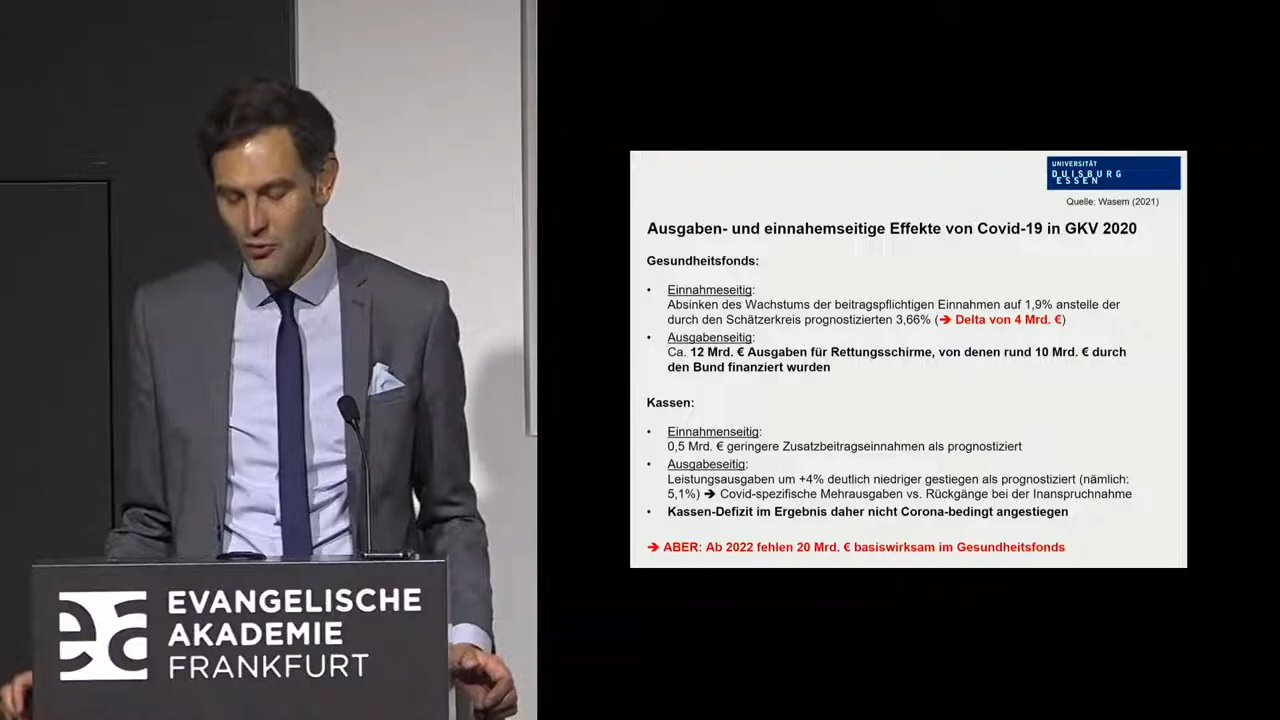 EVANGELISCHE
AKADEMIE
FRANKFURT
ea
UNIVERSITÄT
DUISBURG
ESSEN
Quelle: Wasem (2021)
Ausgaben- und einnahemseitige Effekte von Covid-19 in GKV 2020
Gesundheitsfonds:
• Einnahmeseitig:
Absinken des Wachstums der beitragspflichtigen Einnahmen auf 1,9% anstelle der
durch den Schätzerkreis prognostizierten 3,66% (➔ Delta von 4 Mrd. €)
• Ausgabenseitig:
Ca. 12 Mrd. € Ausgaben für Rettungsschirme, von denen rund 10 Mrd. € durch
den Bund finanziert wurden
Kassen:
• Einnahmenseitig:
0,5 Mrd. € geringere Zusatzbeitragseinnahmen als prognostiziert
• Ausgabeseitig:
Leistungsausgaben um +4% deutlich niedriger gestiegen als prognostiziert (nämlich:
5,1%) ➔ Covid-spezifische Mehrausgaben vs. Rückgänge bei der Inanspruchnahme
• Kassen-Defizit im Ergebnis daher nicht Corona-bedingt angestiegen
➔ ABER: Ab 2022 fehlen 20 Mrd. € basiswirksam im Gesundheitsfonds